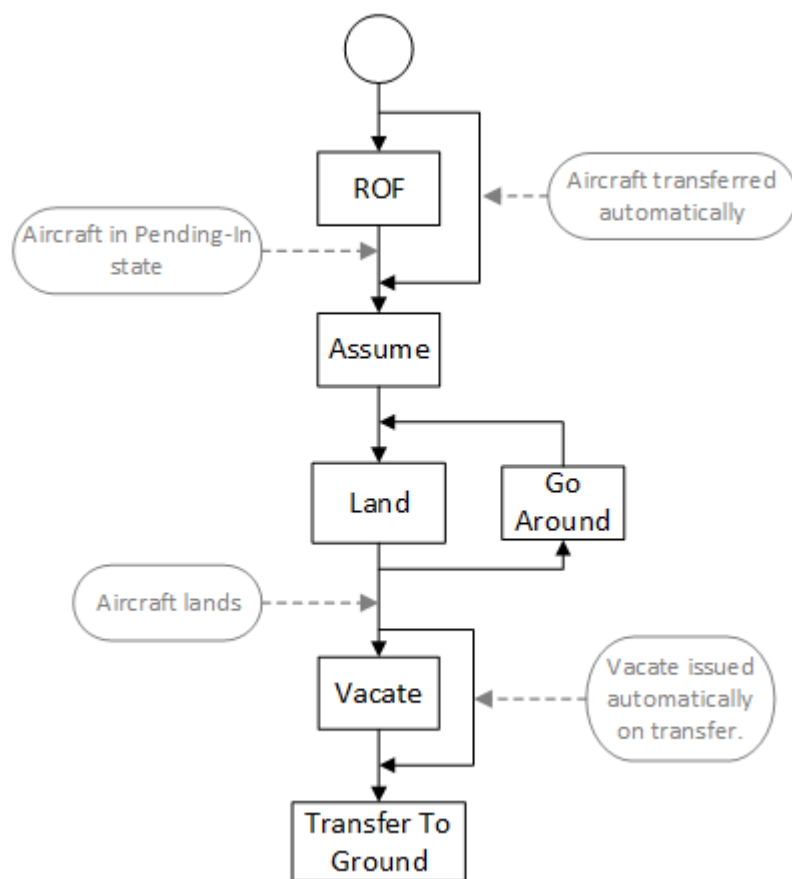 ROF
Aircraft transferred
automatically
Aircraft in Pending-In
state
Assume
Land
Go
Around
Aircraft lands
Vacate
Vacate issued
automatically
on transfer.
Transfer To
Ground